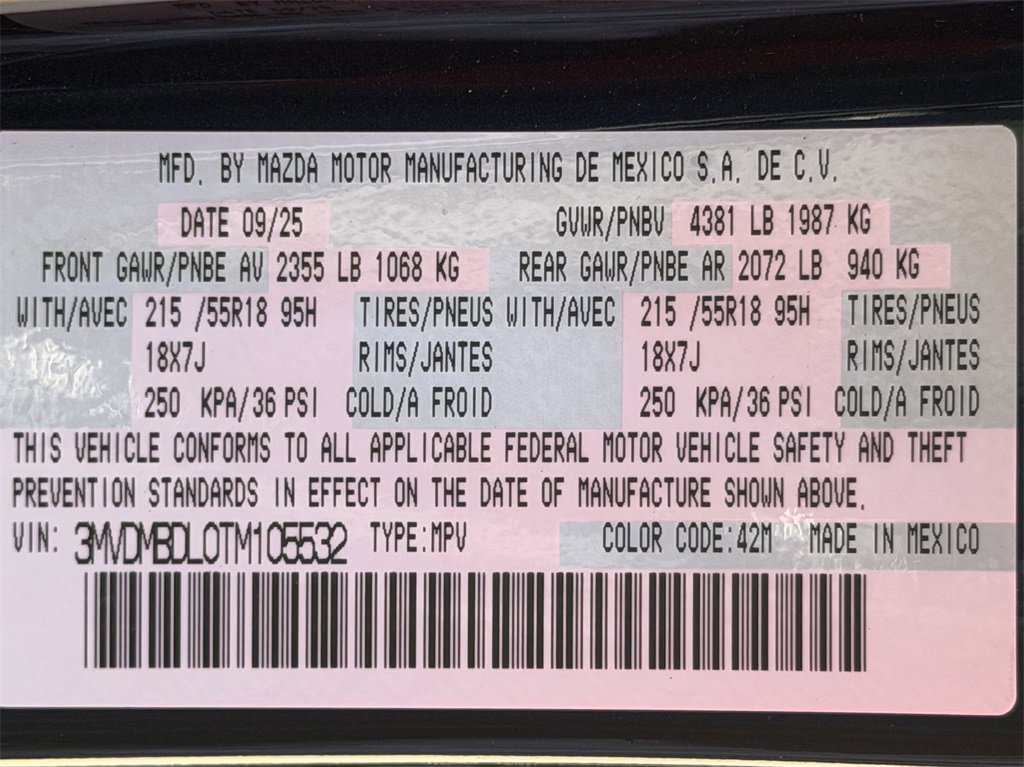 MFD. BY MAZDA MOTOR MANUFACTURING DE MEXICO S.A. DE C.V.
DATE 09/25 GVWR/PNBV 4381 LB 1987 KG
FRONT GAWR/PNBE AV 2355 LB 1068 KG REAR GAWR/PNBE AR 2072 LB 940 KG
WITH/AVEC 215 /55R18 95H TIRES/PNEUS WITH/AVEC 215 /55R18 95H TIRES/PNEUS
18X7J RIMS/JANTES 18X7J RIMS/JANTES
250 KPA/36 PSI COLD/A FROID 250 KPA/36 PSI COLD/A FROID
THIS VEHICLE CONFORMS TO ALL APPLICABLE FEDERAL MOTOR VEHICLE SAFETY AND THEFT
PREVENTION STANDARDS IN EFFECT ON THE DATE OF MANUFACTURE SHOWN ABOVE.
VIN: 3MVDMBDL0TM105532 TYPE:MPV COLOR CODE:42M MADE IN MEXICO